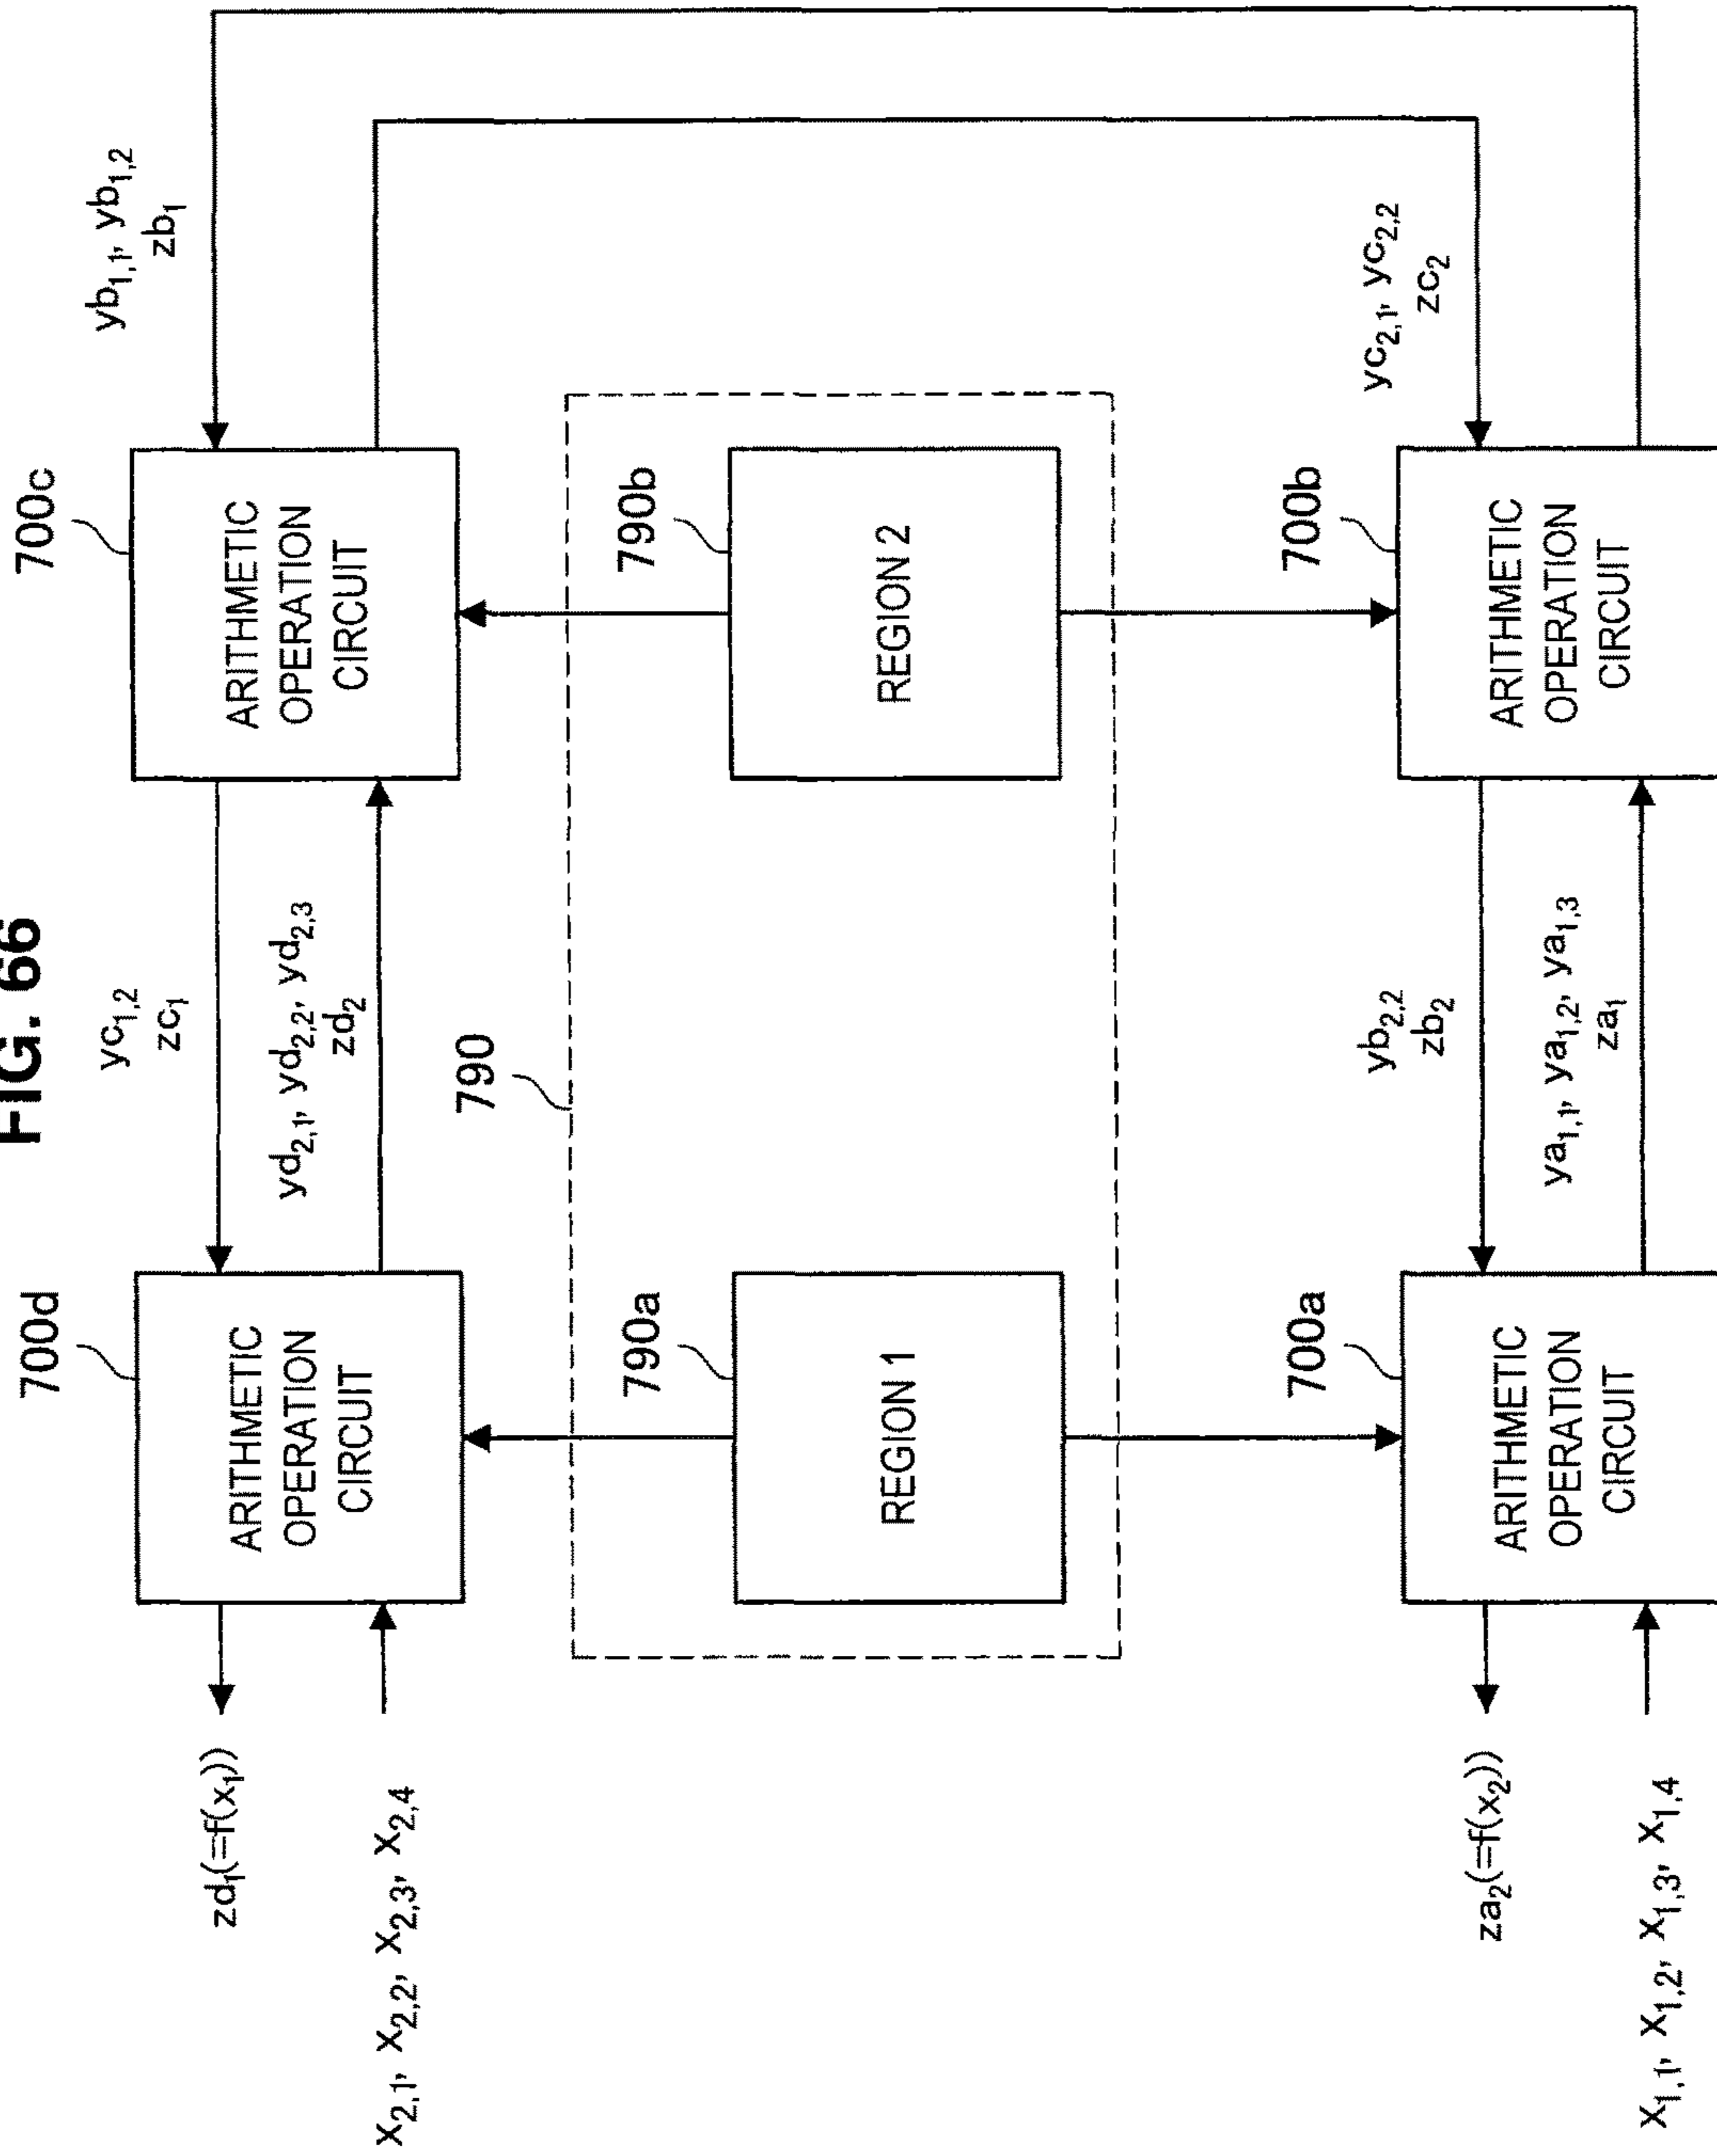 FIG. 66
700d
700c
yc₁,₂
zc₁
yb₁,₁, yb₁,₂
zb₁
zd₁(=f(x₁))
ARITHMETIC
OPERATION
CIRCUIT
yd₂,₁, yd₂,₂, yd₂,₃
zd₂
ARITHMETIC
OPERATION
CIRCUIT
x₂,₁, x₂,₂, x₂,₃, x₂,₄
790
790a
790b
REGION 1
REGION 2
700a
yb₂,₂
zb₂
700b
yc₂,₁, yc₂,₂
zc₂
za₂(=f(x₂))
ARITHMETIC
OPERATION
CIRCUIT
ya₁,₁, ya₁,₂, ya₁,₃
za₁
ARITHMETIC
OPERATION
CIRCUIT
x₁,₁, x₁,₂, x₁,₃, x₁,₄